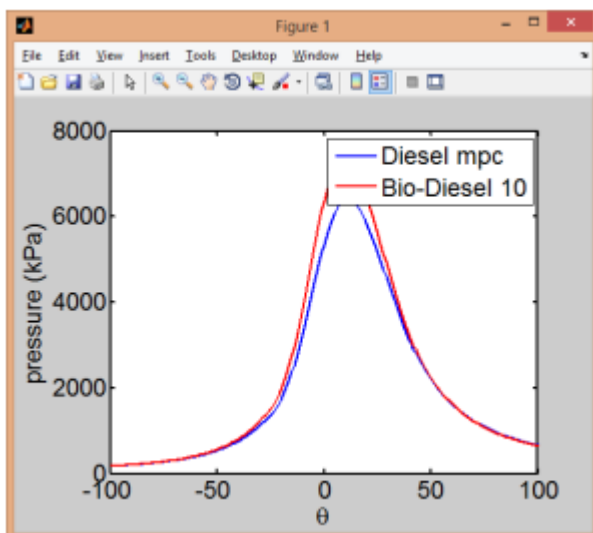 Figure 1
File Edit View Insert Tools Desktop Window Help
8000
6000
4000
2000
0
pressure (kPa)
Diesel mpc
Bio-Diesel 10
-100 -50 0 50 100
θ